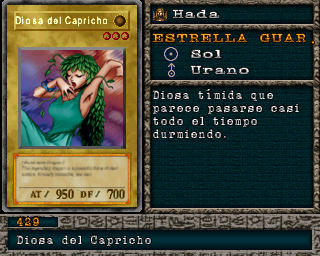 Diosa del Capricho
AT/ 950 DF/ 700
Hada
ESTRELLA GUAR.
Sol
Urano
Diosa tímida que
parece pasarse casi
todo el tiempo
durmiendo.
429
Diosa del Capricho